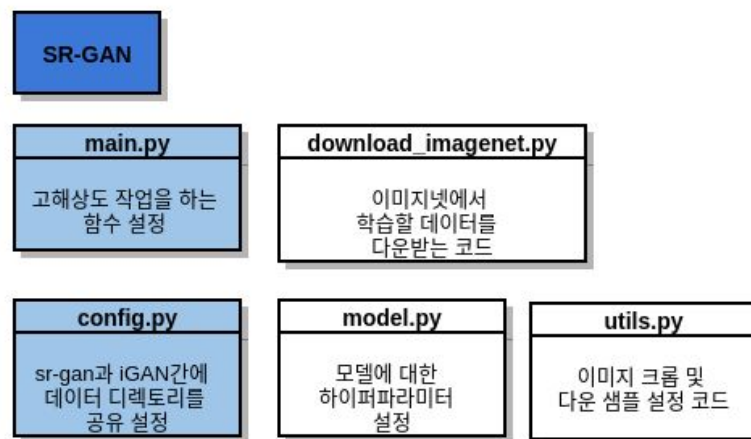 SR-GAN
main.py
고해상도 작업을 하는
함수 설정
download_imagenet.py
이미지넷에서
학습할 데이터를
다운받는 코드
config.py
sr-gan과 iGAN간에
데이터 디렉토리를
공유 설정
model.py
모델에 대한
하이퍼파라미터
설정
utils.py
이미지 크롭 및
다운 샘플 설정 코드